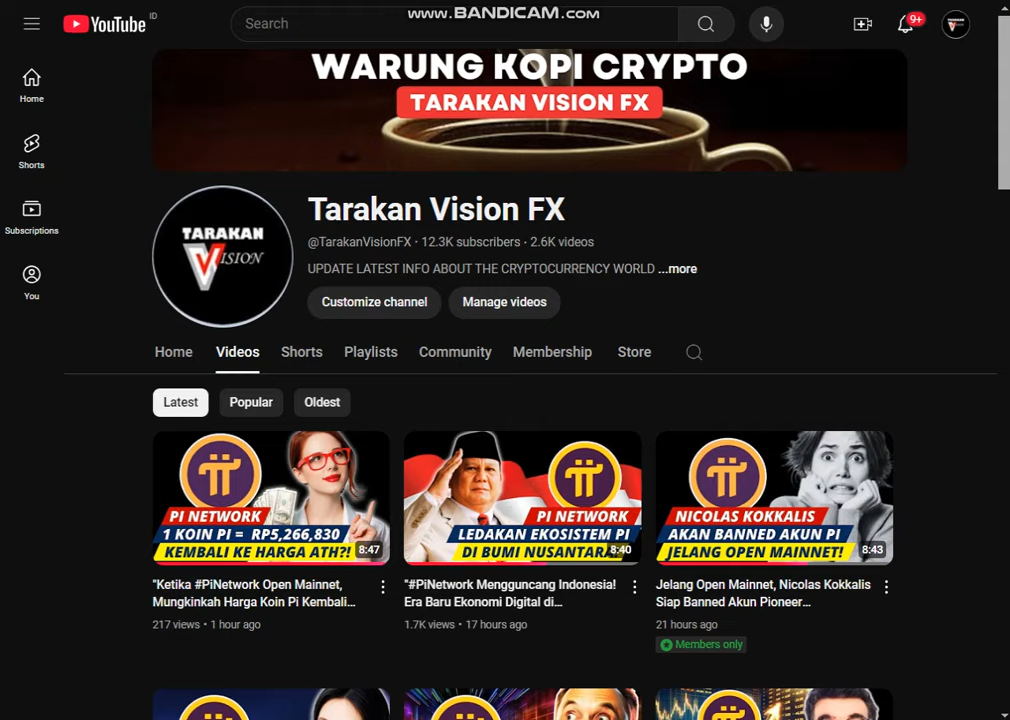 www.BANDICAM.com
YouTube ID
Search
9+
Home
Shorts
Subscriptions
You
WARUNG KOPI CRYPTO
TARAKAN VISION FX
TARAKAN
VISION
Tarakan Vision FX
@TarakanVisionFX · 12.3K subscribers · 2.6K videos
UPDATE LATEST INFO ABOUT THE CRYPTOCURRENCY WORLD ...more
Customize channel Manage videos
Home Videos Shorts Playlists Community Membership Store
Latest Popular Oldest
PI NETWORK
1 KOIN PI = RP5,266,830
KEMBALI KE HARGA ATH?!
8:47
"Ketika #PiNetwork Open Mainnet,
Mungkinkah Harga Koin Pi Kembali...
217 views · 1 hour ago
PI NETWORK
LEDAKAN EKOSISTEM PI
DI BUMI NUSANTARA
8:40
"#PiNetwork Mengguncang Indonesia!
Era Baru Ekonomi Digital di...
1.7K views · 17 hours ago
NICOLAS KOKKALIS
AKAN BANNED AKUN PI
JELANG OPEN MAINNET!
8:43
Jelang Open Mainnet, Nicolas Kokkalis
Siap Banned Akun Pioneer...
21 hours ago
Members only